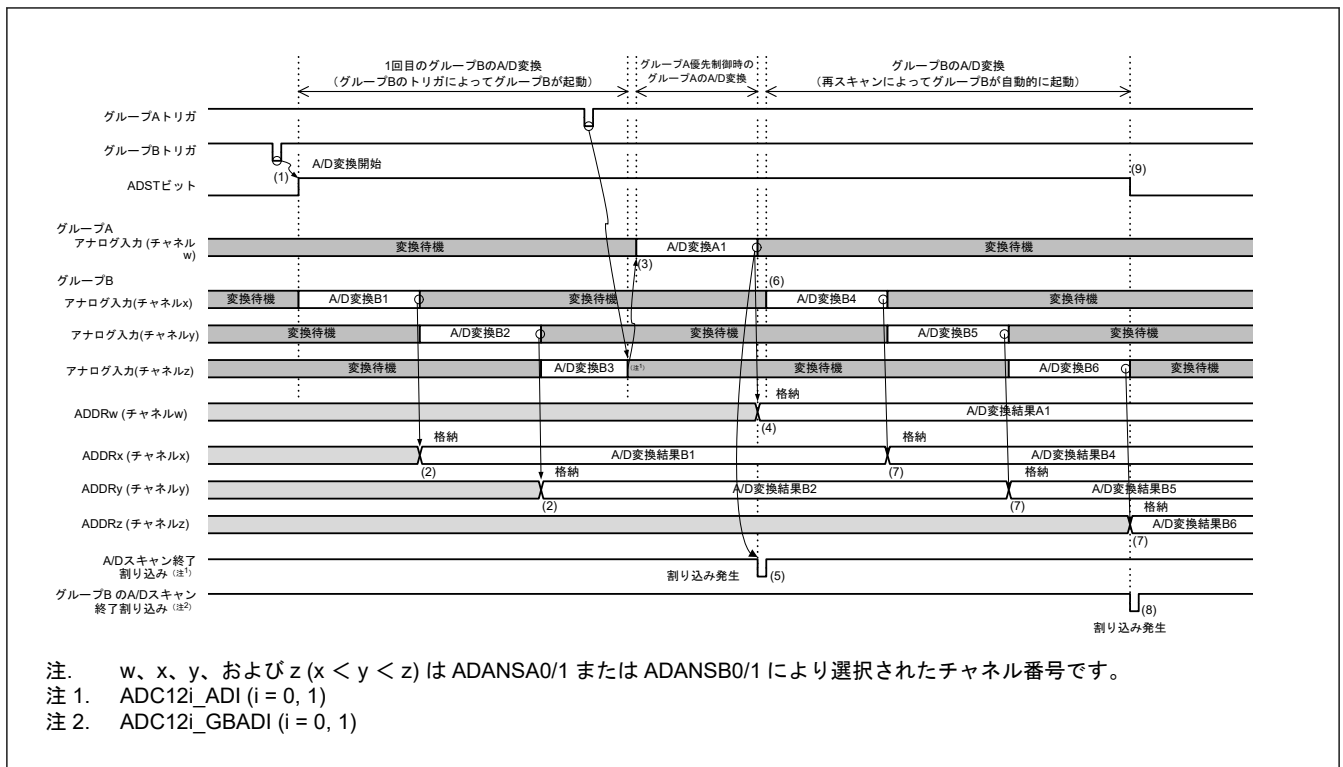 1回目のグループBのA/D変換
(グループBのトリガによってグループBが起動)
グループA優先制御時の
グループAのA/D変換
グループBのA/D変換
(再スキャンによってグループBが自動的に起動)
グループAトリガ
グループBトリガ
(1)
A/D変換開始
ADSTビット
(9)
グループA
アナログ入力 (チャネル
w)
変換待機
A/D変換A1
変換待機
(3)
グループB
(6)
アナログ入力(チャネルx)
変換待機
A/D変換B1
変換待機
A/D変換B4
変換待機
アナログ入力(チャネルy)
変換待機
A/D変換B2
変換待機
A/D変換B5
変換待機
アナログ入力(チャネルz)
変換待機
A/D変換B3
(注1)
変換待機
A/D変換B6
変換待機
格納
ADDRw (チャネルw)
A/D変換結果A1
(4)
格納
格納
ADDRx (チャネルx)
A/D変換結果B1
A/D変換結果B4
(2)
(7)
格納
格納
ADDRy (チャネルy)
A/D変換結果B2
A/D変換結果B5
(2)
(7)
格納
ADDRz (チャネルz)
A/D変換結果B6
(7)
A/Dスキャン終了
割り込み (注1)
割り込み発生
(5)
グループB のA/Dスキャン
終了割り込み (注2)
(8)
割り込み発生
注. w、x、y、および z (x < y < z) は ADANSA0/1 または ADANSB0/1 により選択されたチャネル番号です。
注 1. ADC12i_ADI (i = 0, 1)
注 2. ADC12i_GBADI (i = 0, 1)